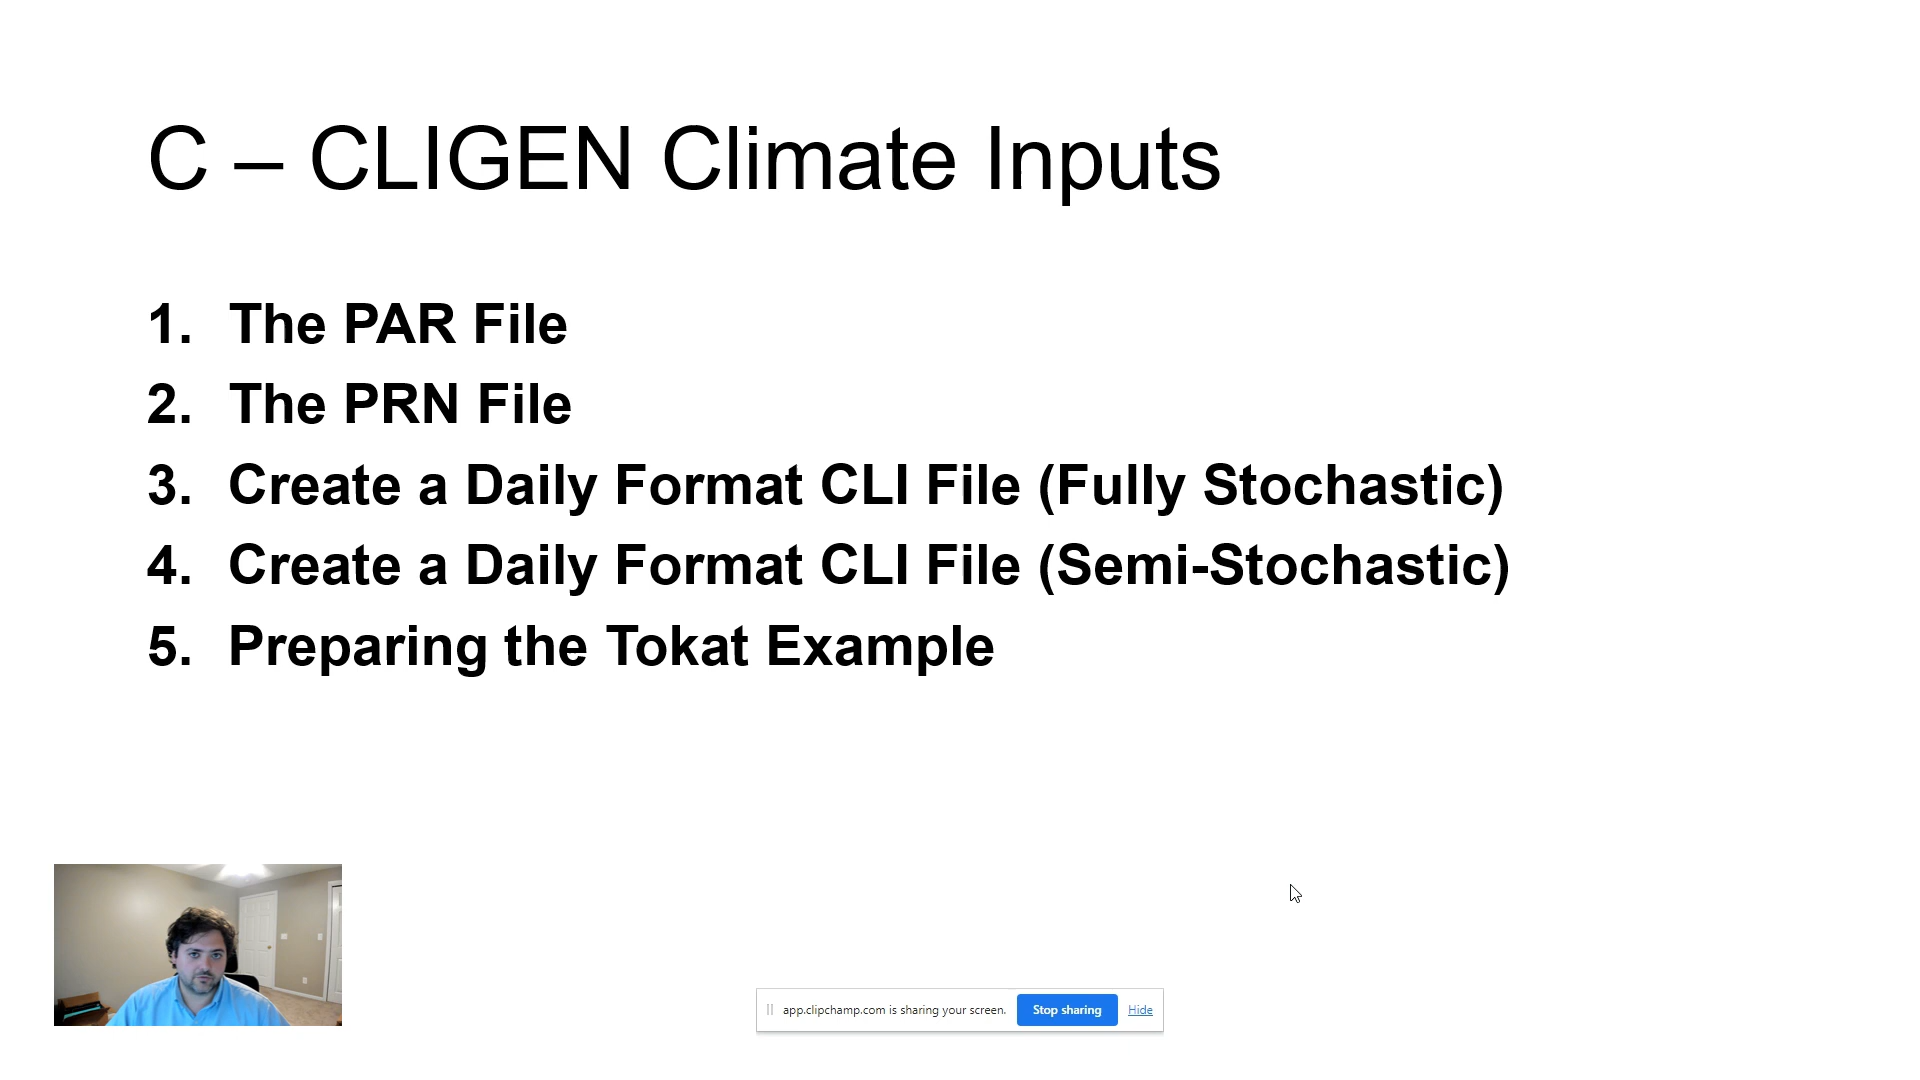 C – CLIGEN Climate Inputs
1. The PAR File
2. The PRN File
3. Create a Daily Format CLI File (Fully Stochastic)
4. Create a Daily Format CLI File (Semi-Stochastic)
5. Preparing the Tokat Example
app.clipchamp.com is sharing your screen. Stop sharing Hide